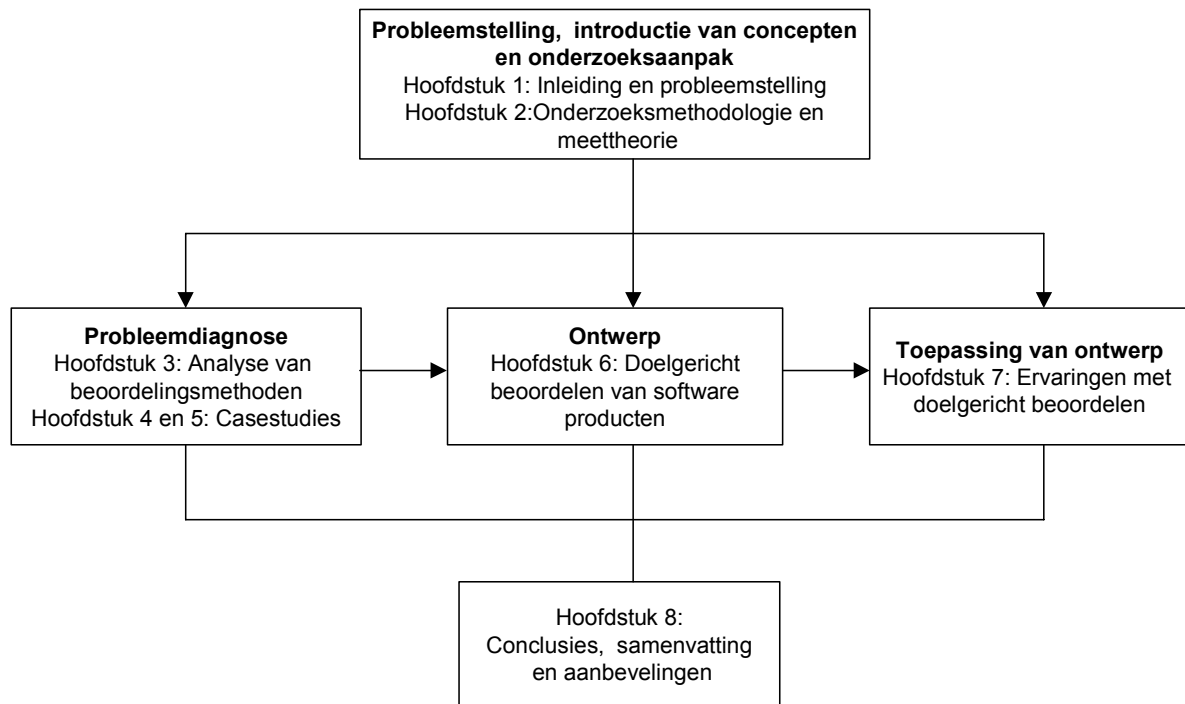 Probleemstelling, introductie van concepten
en onderzoeksaanpak
Hoofdstuk 1: Inleiding en probleemstelling
Hoofdstuk 2:Onderzoeksmethodologie en
meettheorie
Probleemdiagnose
Hoofdstuk 3: Analyse van
beoordelingsmethoden
Hoofdstuk 4 en 5: Casestudies
Ontwerp
Hoofdstuk 6: Doelgericht
beoordelen van software
producten
Toepassing van ontwerp
Hoofdstuk 7: Ervaringen met
doelgericht beoordelen
Hoofdstuk 8:
Conclusies, samenvatting
en aanbevelingen